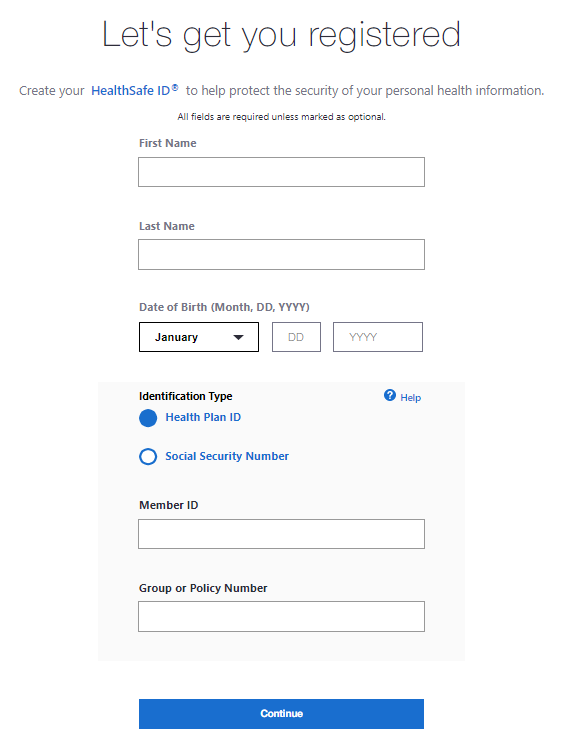 Let's get you registered
Create your HealthSafe ID® to help protect the security of your personal health information.
All fields are required unless marked as optional.
First Name
Last Name
Date of Birth (Month, DD, YYYY)
January DD YYYY
Identification Type ? Help
Health Plan ID
Social Security Number
Member ID
Group or Policy Number
Continue